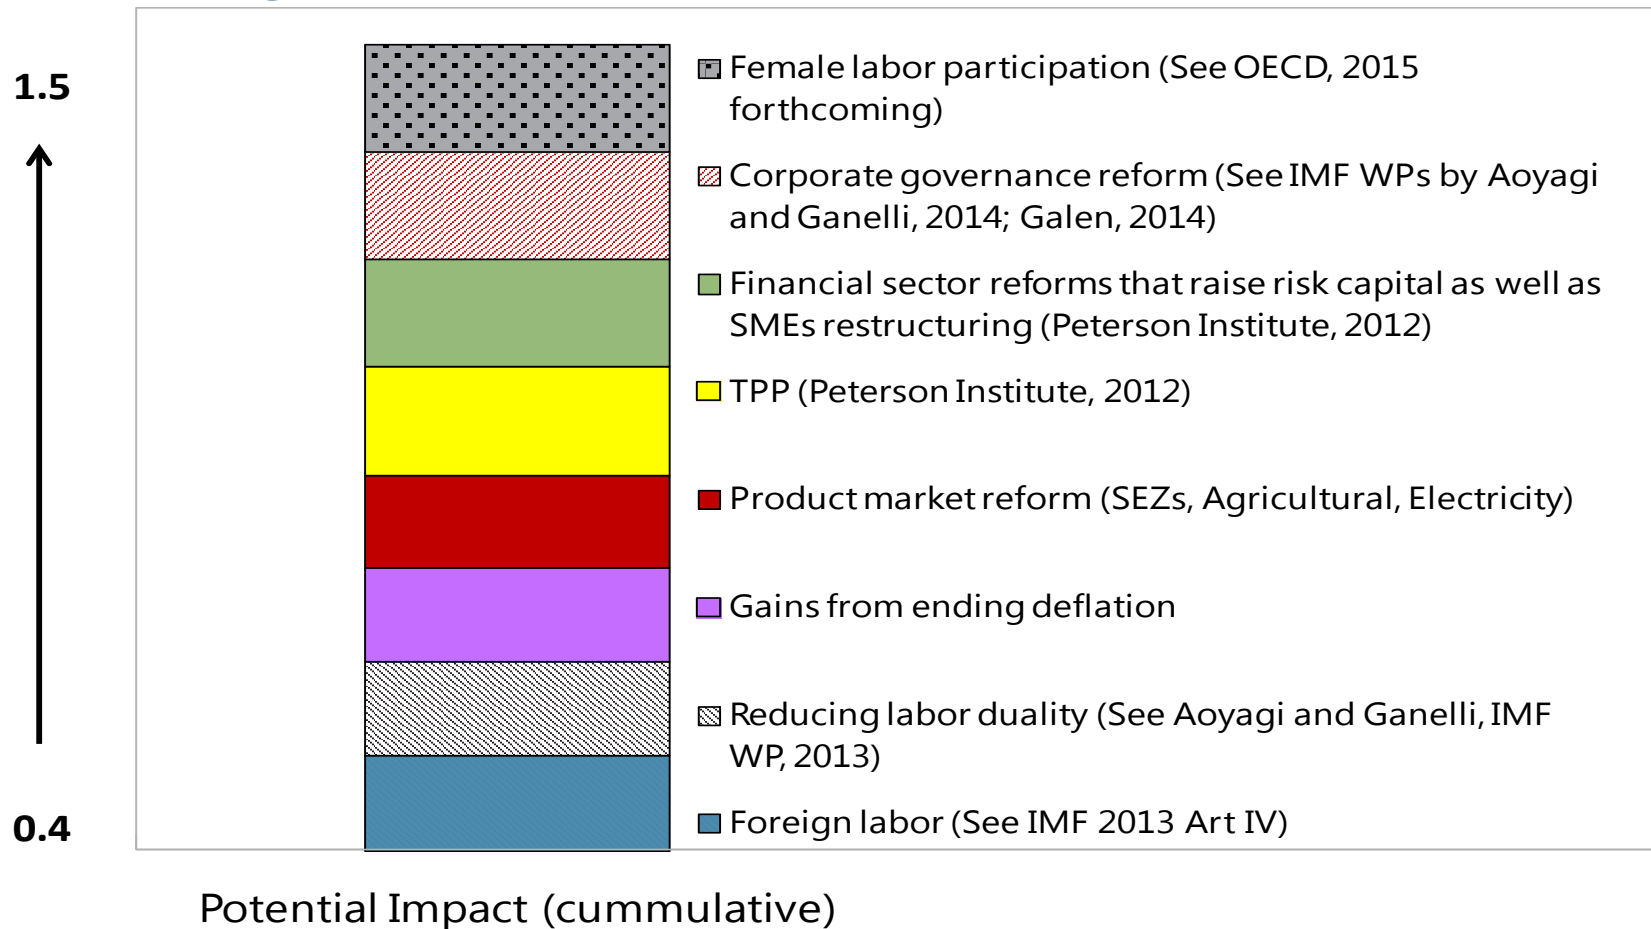 1.5
0.4
Female labor participation (See OECD, 2015
forthcoming)
Corporate governance reform (See IMF WPs by Aoyagi
and Ganelli, 2014; Galen, 2014)
Financial sector reforms that raise risk capital as well as
SMEs restructuring (Peterson Institute, 2012)
TPP (Peterson Institute, 2012)
Product market reform (SEZs, Agricultural, Electricity)
Gains from ending deflation
Reducing labor duality (See Aoyagi and Ganelli, IMF
WP, 2013)
Foreign labor (See IMF 2013 Art IV)
Potential Impact (cummulative)